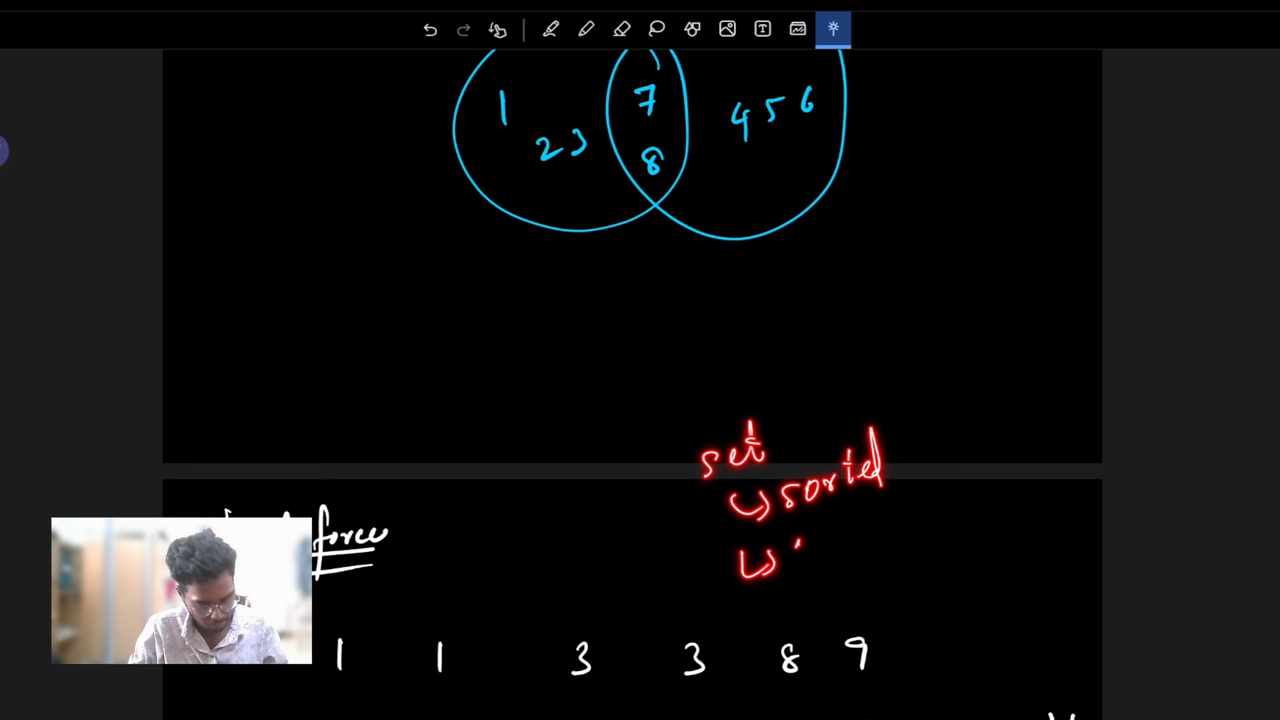 1
7
4 5 6
2 3
8
set
↳ sorted
↳
force
1 1 3 3 8 9